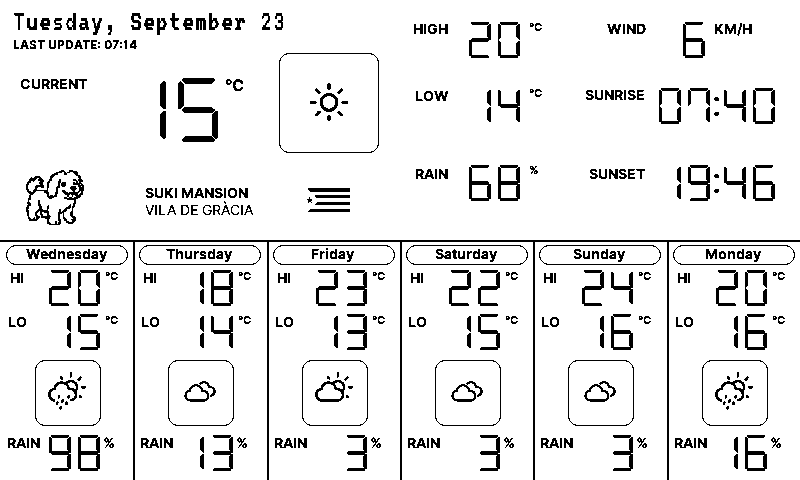 Tuesday, September 23
LAST UPDATE: 07:14
CURRENT 15 °C
HIGH 20 °C
LOW 14 °C
RAIN 68 %
WIND 6 KM/H
SUNRISE 07:40
SUNSET 19:46
SUKI MANSION
VILA DE GRÀCIA
Wednesday
HI 20 °C
LO 15 °C
RAIN 98 %
Thursday
HI 18 °C
LO 14 °C
RAIN 13 %
Friday
HI 23 °C
LO 13 °C
RAIN 3 %
Saturday
HI 22 °C
LO 15 °C
RAIN 3 %
Sunday
HI 24 °C
LO 16 °C
RAIN 3 %
Monday
HI 20 °C
LO 16 °C
RAIN 16 %